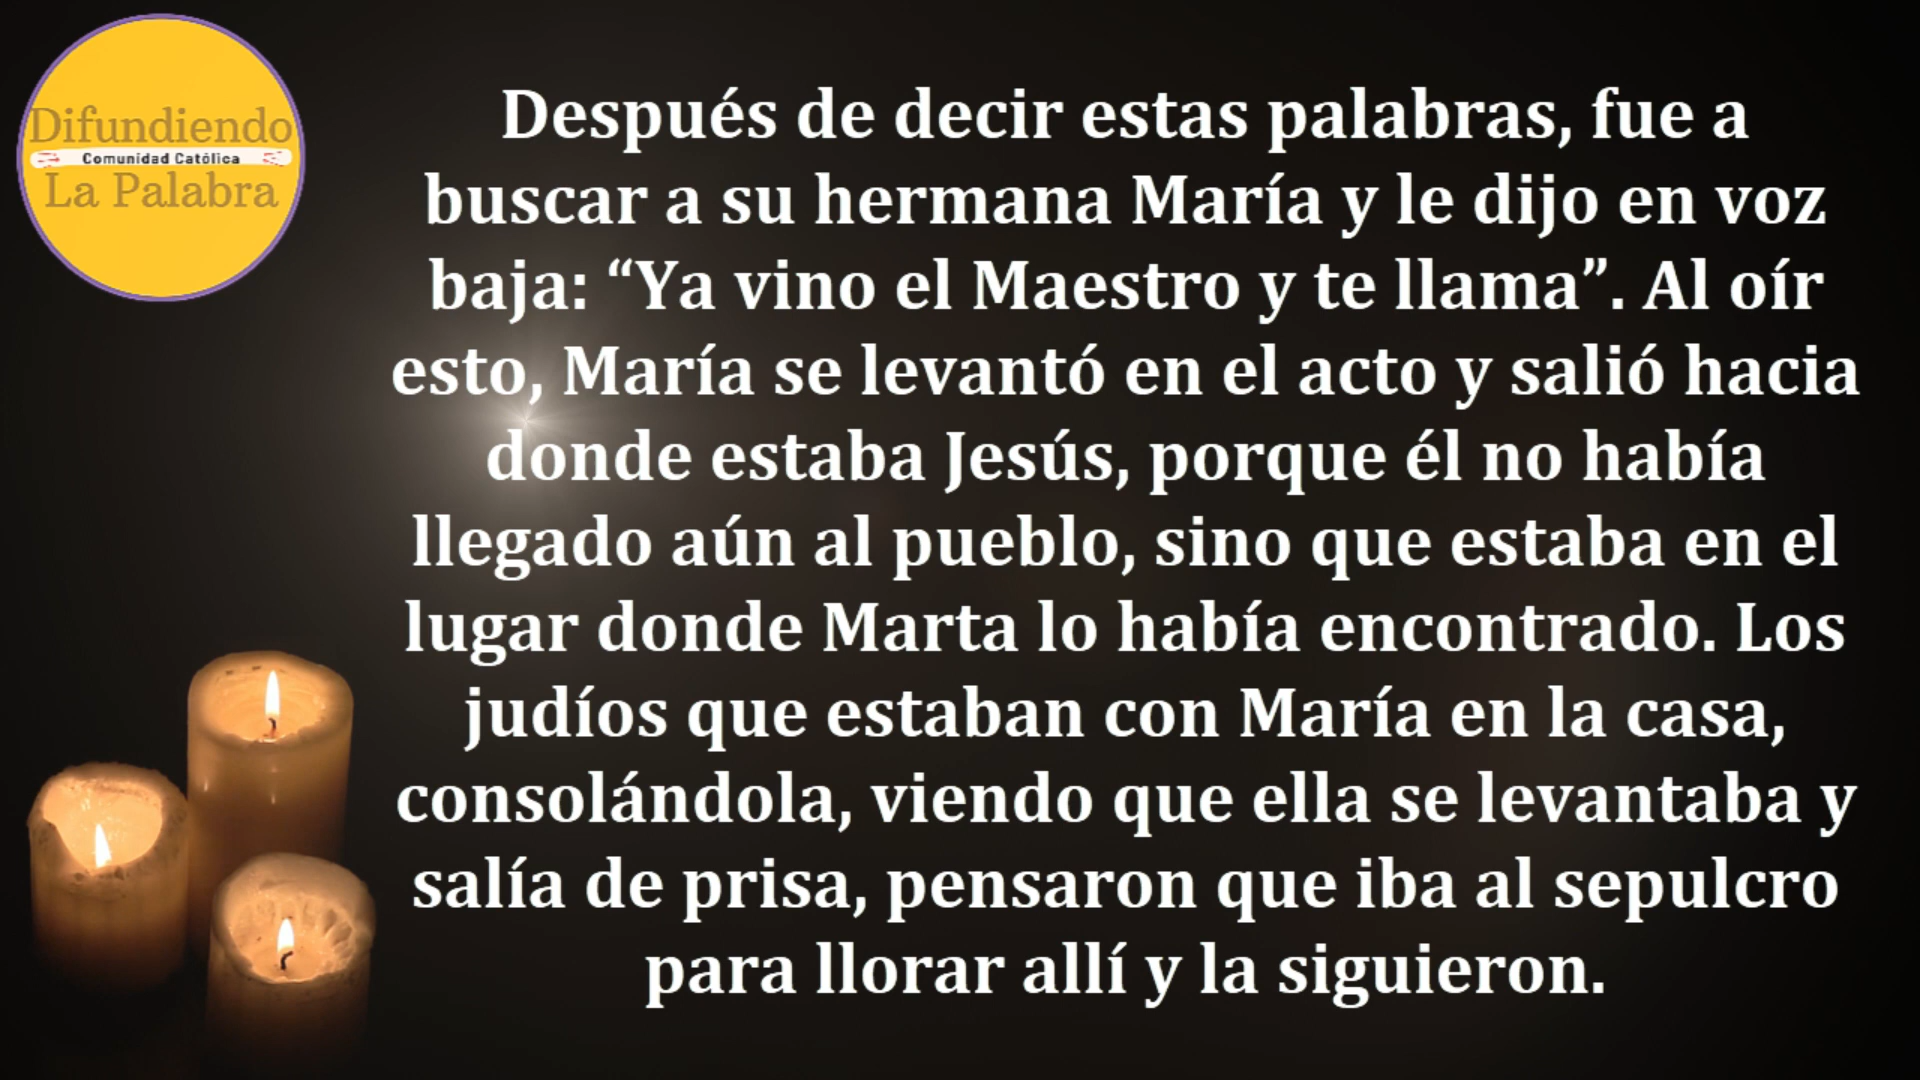 Difundiendo
Comunidad Católica
La Palabra
Después de decir estas palabras, fue a
buscar a su hermana María y le dijo en voz
baja: “Ya vino el Maestro y te llama”. Al oír
esto, María se levantó en el acto y salió hacia
donde estaba Jesús, porque él no había
llegado aún al pueblo, sino que estaba en el
lugar donde Marta lo había encontrado. Los
judíos que estaban con María en la casa,
consolándola, viendo que ella se levantaba y
salía de prisa, pensaron que iba al sepulcro
para llorar allí y la siguieron.